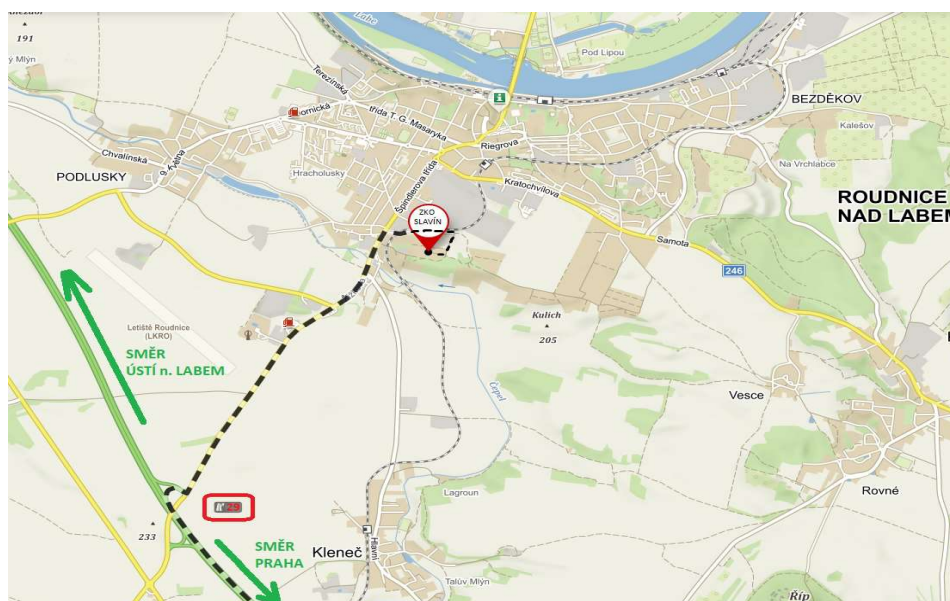 191
ý Mlýn
Labe
Pod Lipou
Terezínská
BEZDĚKOV
ornická
třída T. G. Masaryka
Kalešov
Riegrova
Chvalínská
9. května
Hracholusky
Na Vrchlabce
PODLUSKY
Špindlerova třída
Kratochvílova
ROUDNICE
NAD LABEM
ZKO
SLAVÍN
Samota
246
Kulich
205
Letiště Roudnice
(LKRO)
SMĚR
ÚSTÍ n. LABEM
Čepel
Vesce
Lagroun
Rovné
233
SMĚR
PRAHA
Kleneč
Hlavní
Talův Mlýn
Říp